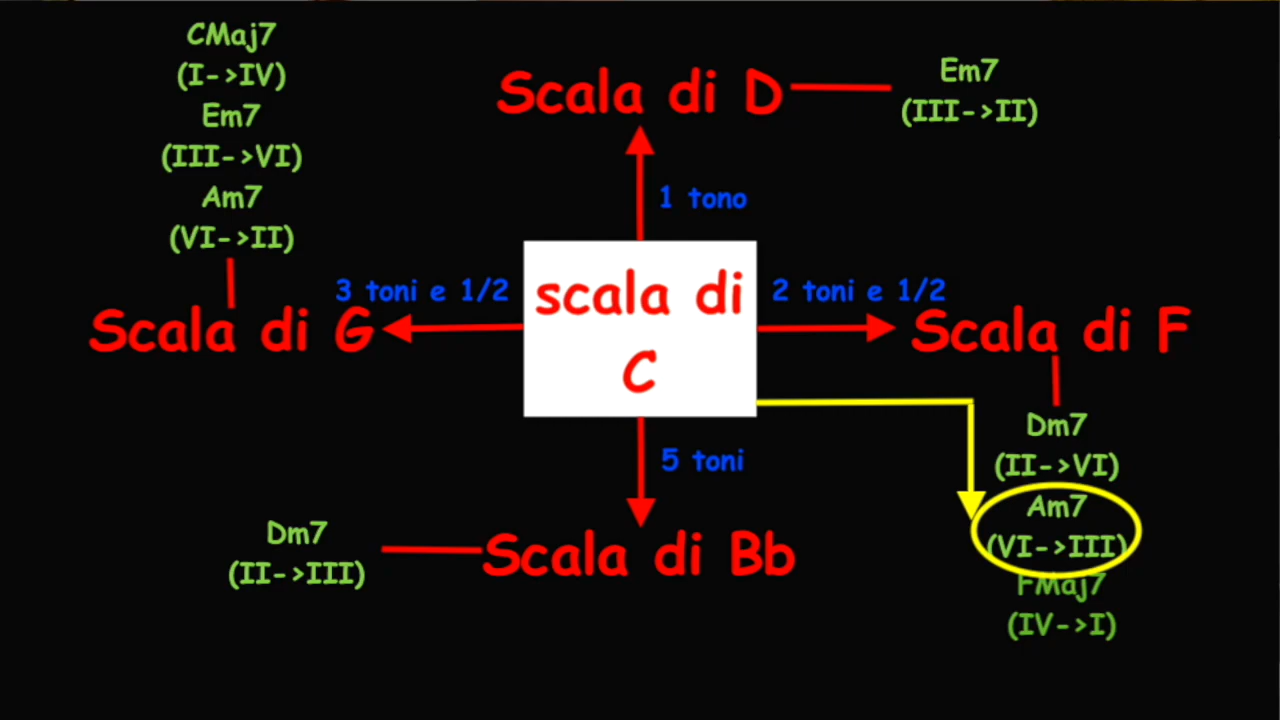 CMaj7
(I->IV)
Em7
(III->VI)
Am7
(VI->II)
Scala di D
Em7
(III->II)
1 tono
3 toni e 1/2
scala di
C
2 toni e 1/2
Scala di G
Scala di F
5 toni
Dm7
(II->VI)
Am7
(VI->III)
FMaj7
(IV->I)
Dm7
(II->III)
Scala di Bb